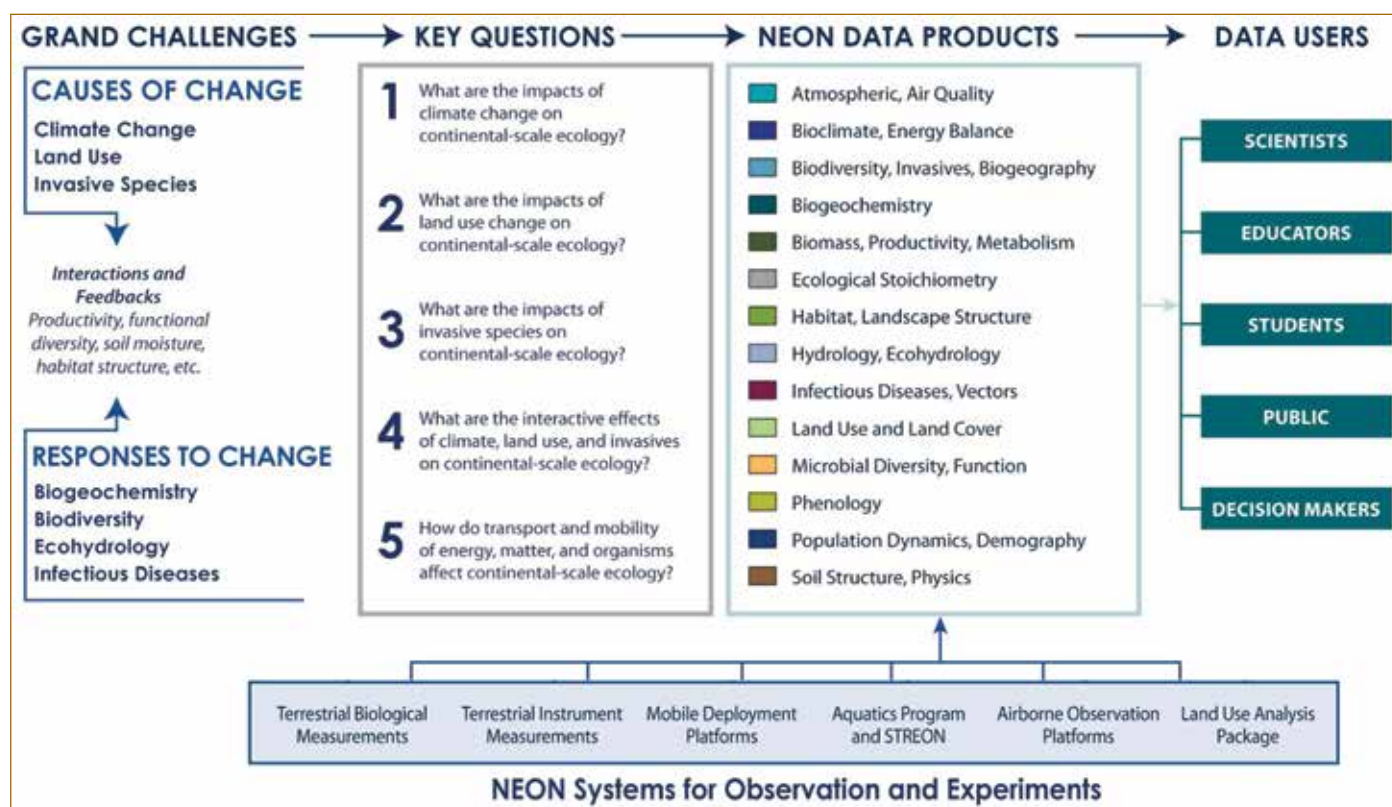 GRAND CHALLENGES
KEY QUESTIONS
NEON DATA PRODUCTS
DATA USERS
CAUSES OF CHANGE
Climate Change
Land Use
Invasive Species
Interactions and
Feedbacks
Productivity, functional
diversity, soil moisture,
habitat structure, etc.
RESPONSES TO CHANGE
Biogeochemistry
Biodiversity
Ecohydrology
Infectious Diseases
1
What are the impacts of
climate change on
continental-scale ecology?
2
What are the impacts of
land use change on
continental-scale ecology?
3
What are the impacts of
invasive species on
continental-scale ecology?
4
What are the interactive effects
of climate, land use, and invasives
on continental-scale ecology?
5
How do transport and mobility
of energy, matter, and organisms
affect continental-scale ecology?
Atmospheric, Air Quality
Bioclimate, Energy Balance
Biodiversity, Invasives, Biogeography
Biogeochemistry
Biomass, Productivity, Metabolism
Ecological Stoichiometry
Habitat, Landscape Structure
Hydrology, Ecohydrology
Infectious Diseases, Vectors
Land Use and Land Cover
Microbial Diversity, Function
Phenology
Population Dynamics, Demography
Soil Structure, Physics
SCIENTISTS
EDUCATORS
STUDENTS
PUBLIC
DECISION MAKERS
Terrestrial Biological
Measurements
Terrestrial Instrument
Measurements
Mobile Deployment
Platforms
Aquatics Program
and STREON
Airborne Observation
Platforms
Land Use Analysis
Package
NEON Systems for Observation and Experiments